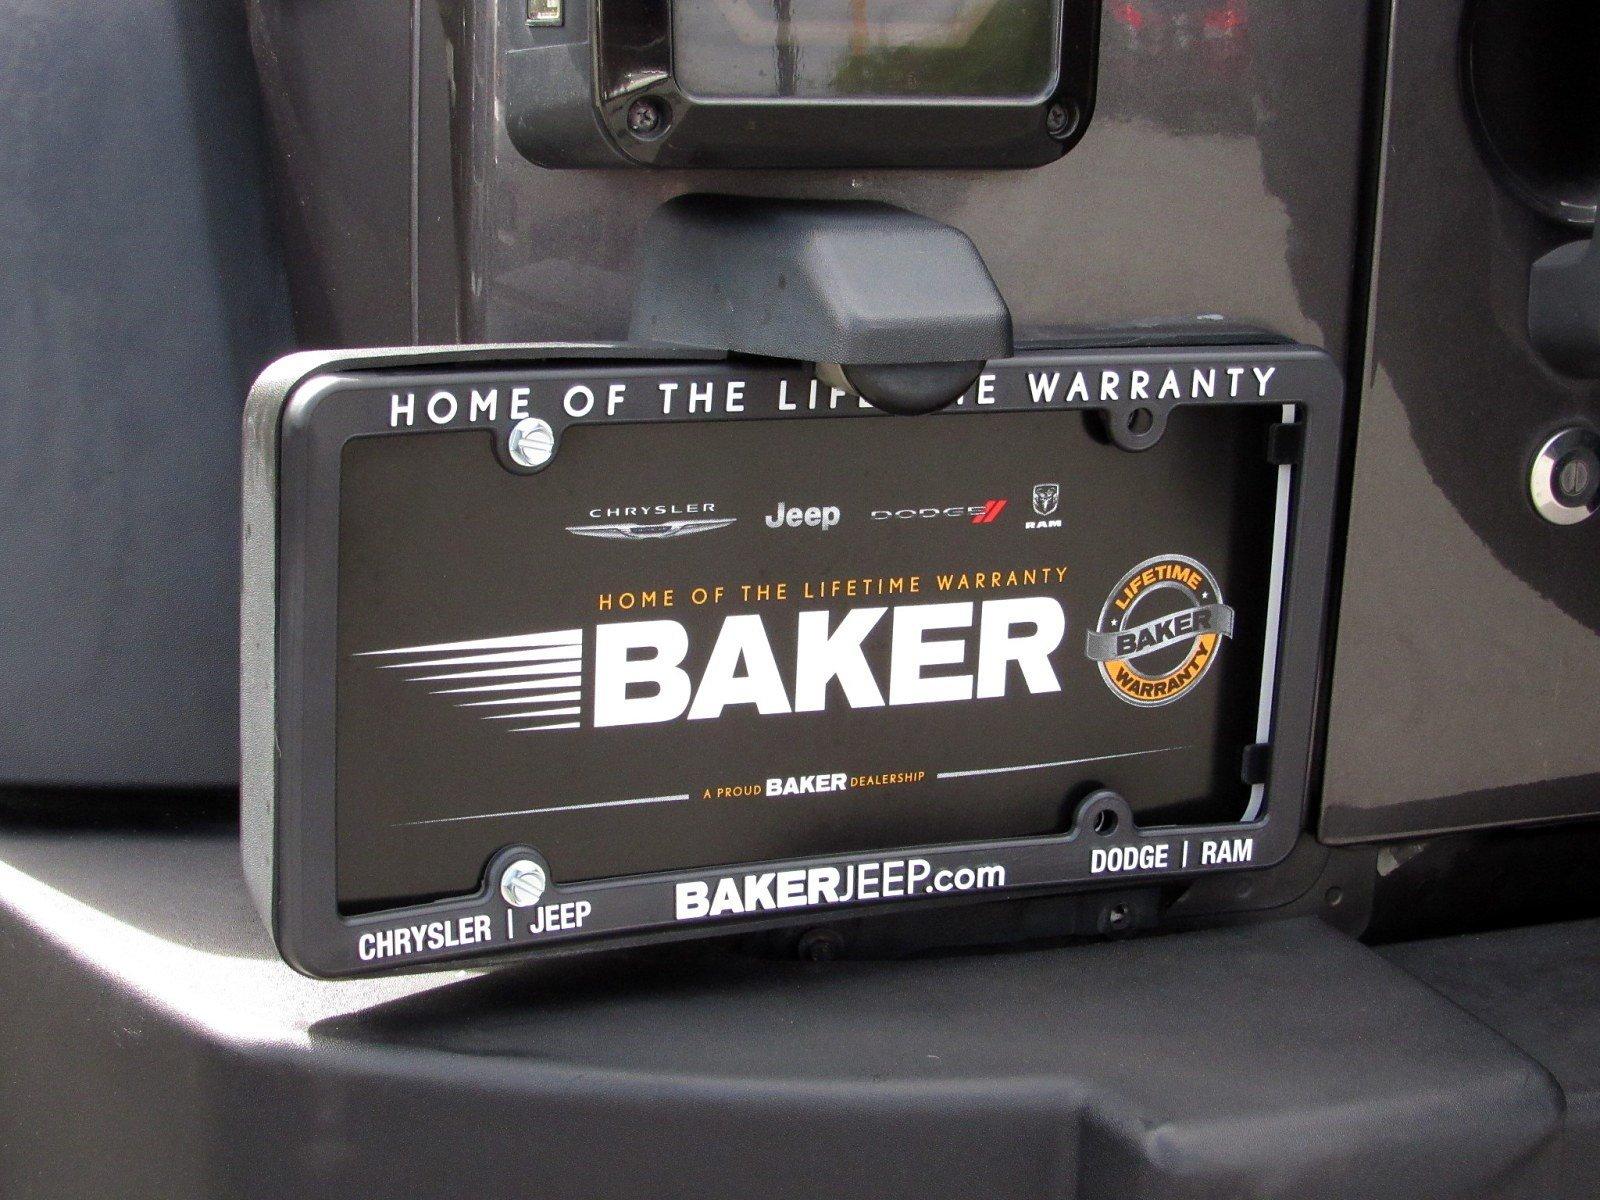 HOME OF THE LIFETIME WARRANTY
CHRYSLER Jeep DODGE RAM
HOME OF THE LIFETIME WARRANTY
BAKER
LIFETIME
BAKER
WARRANTY
A PROUD BAKER DEALERSHIP
CHRYSLER | JEEP BAKERJEEP.com DODGE | RAM